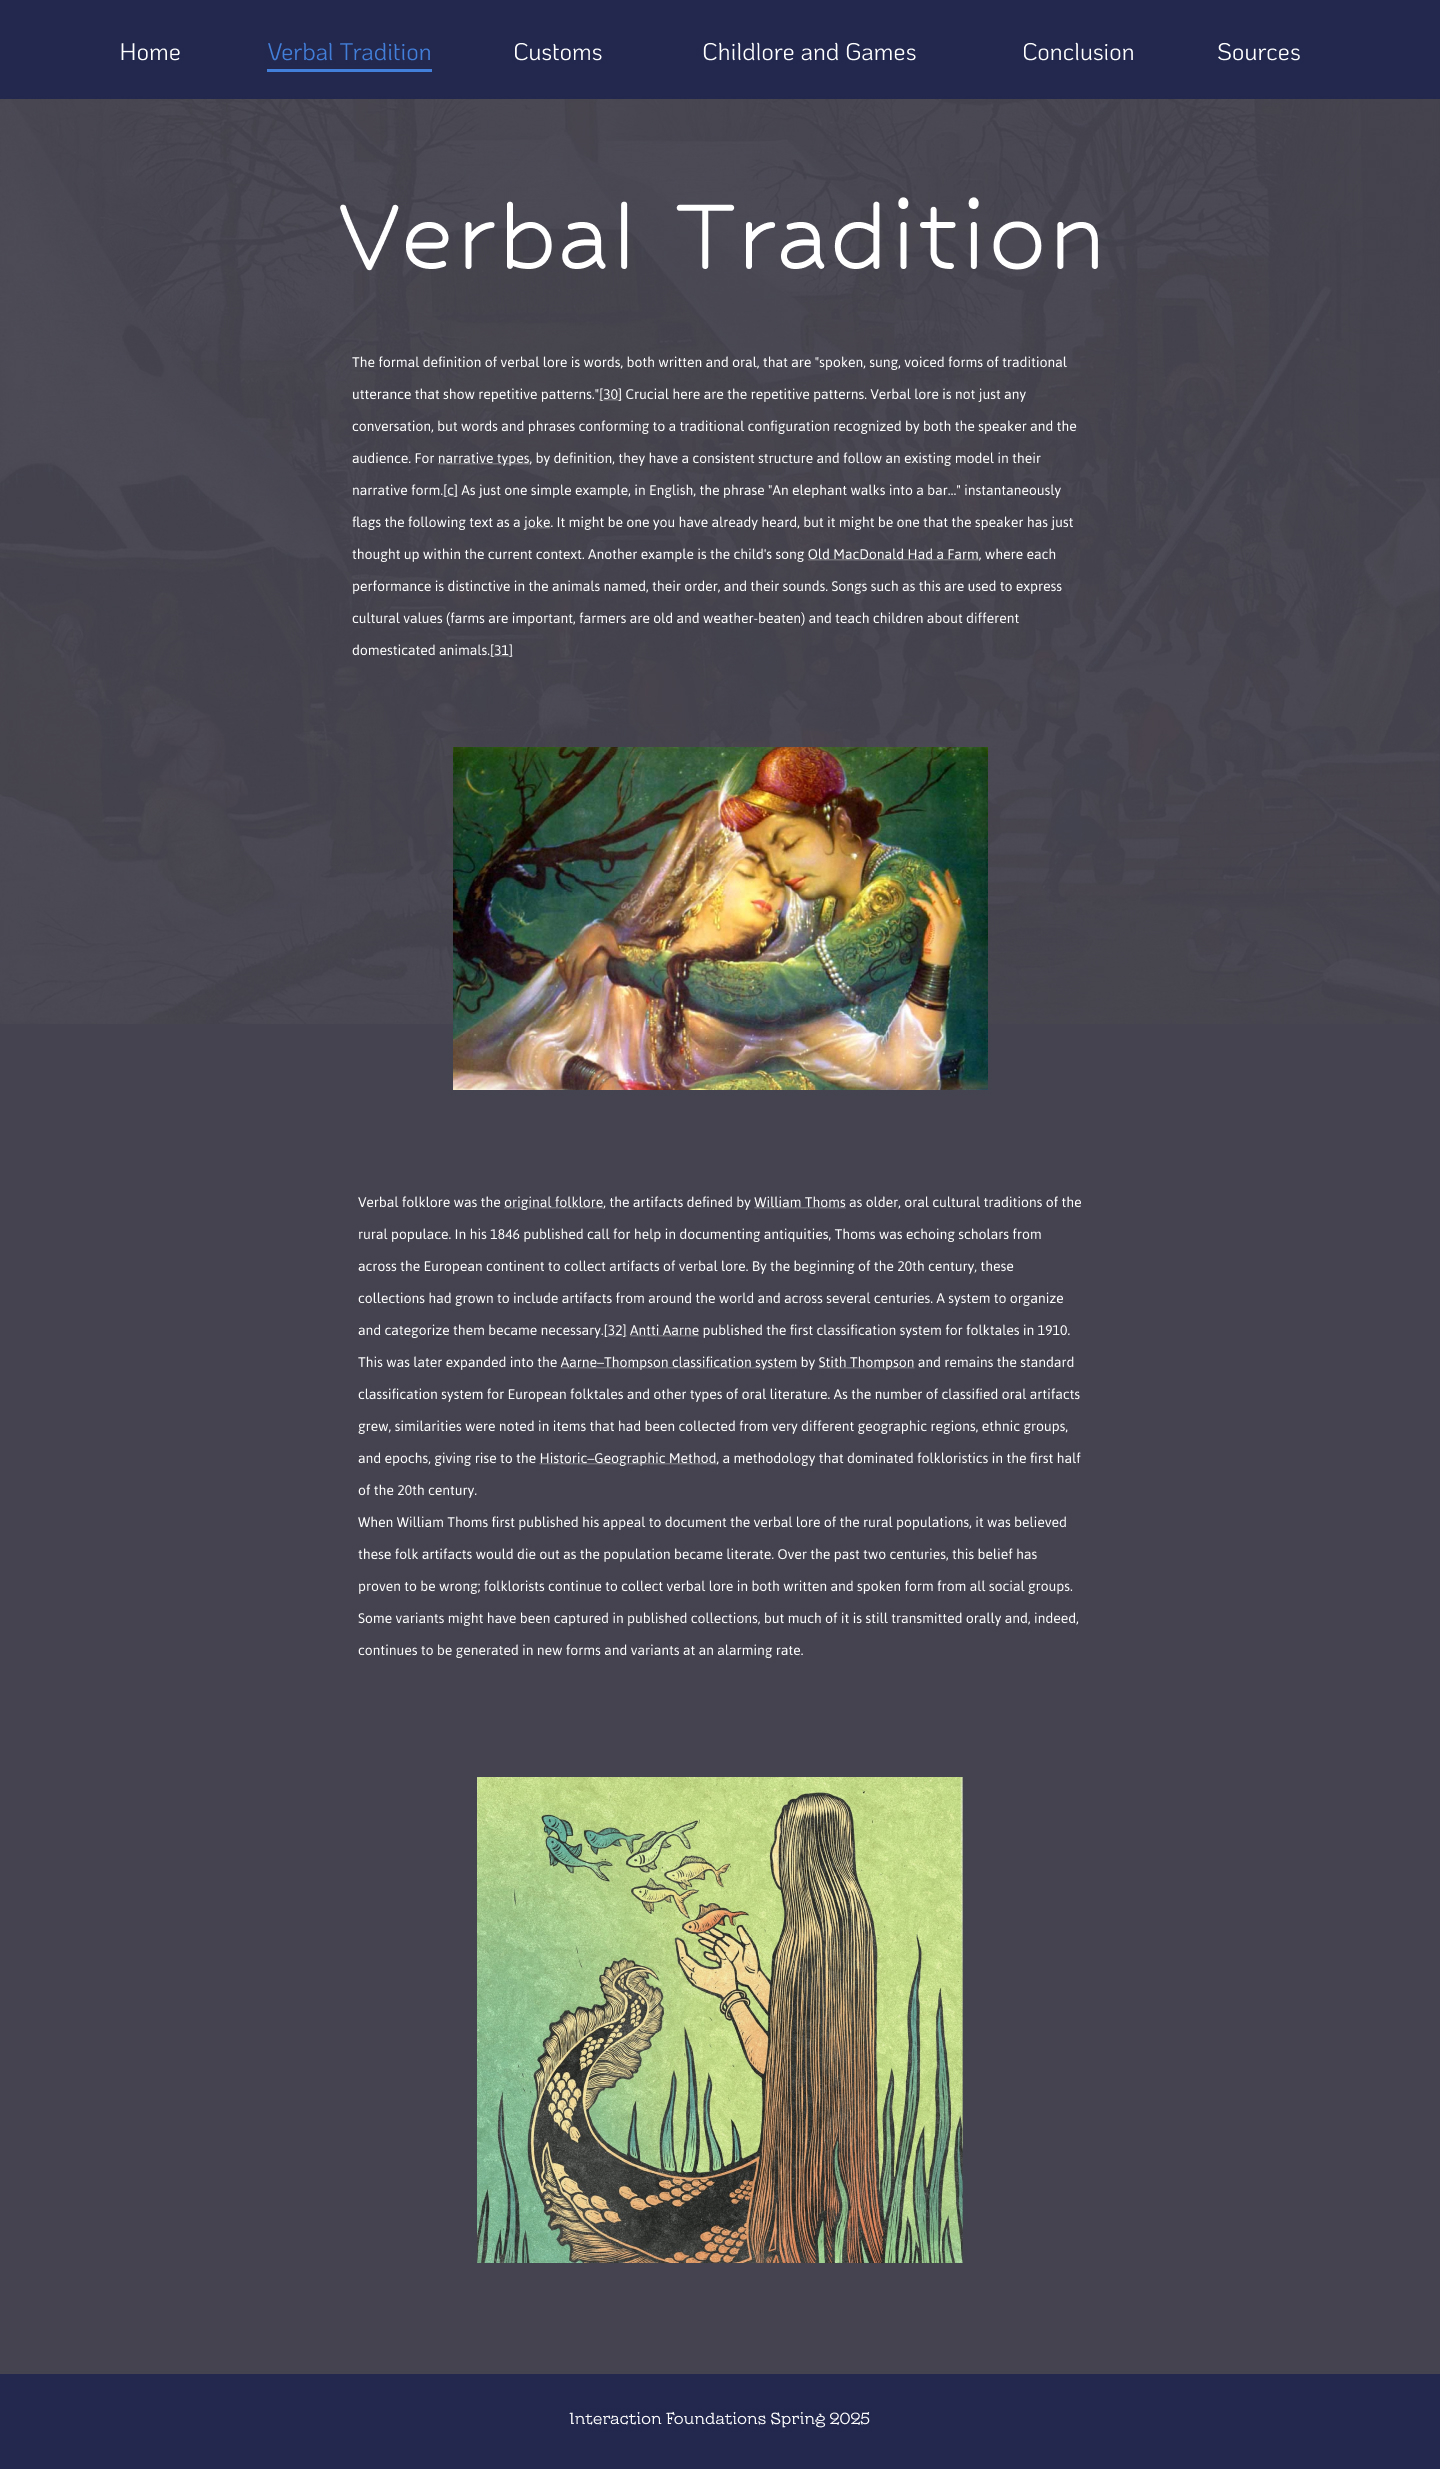 Home Verbal Tradition Customs Childlore and Games Conclusion Sources
Verbal Tradition
The formal definition of verbal lore is words, both written and oral, that are "spoken, sung, voiced forms of traditional
utterance that show repetitive patterns."[30] Crucial here are the repetitive patterns. Verbal lore is not just any
conversation, but words and phrases conforming to a traditional configuration recognized by both the speaker and the
audience. For narrative types, by definition, they have a consistent structure and follow an existing model in their
narrative form.[c] As just one simple example, in English, the phrase "An elephant walks into a bar..." instantaneously
flags the following text as a joke. It might be one you have already heard, but it might be one that the speaker has just
thought up within the current context. Another example is the child's song Old MacDonald Had a Farm, where each
performance is distinctive in the animals named, their order, and their sounds. Songs such as this are used to express
cultural values (farms are important, farmers are old and weather-beaten) and teach children about different
domesticated animals.[31]
Verbal folklore was the original folklore, the artifacts defined by William Thoms as older, oral cultural traditions of the
rural populace. In his 1846 published call for help in documenting antiquities, Thoms was echoing scholars from
across the European continent to collect artifacts of verbal lore. By the beginning of the 20th century, these
collections had grown to include artifacts from around the world and across several centuries. A system to organize
and categorize them became necessary.[32] Antti Aarne published the first classification system for folktales in 1910.
This was later expanded into the Aarne–Thompson classification system by Stith Thompson and remains the standard
classification system for European folktales and other types of oral literature. As the number of classified oral artifacts
grew, similarities were noted in items that had been collected from very different geographic regions, ethnic groups,
and epochs, giving rise to the Historic–Geographic Method, a methodology that dominated folkloristics in the first half
of the 20th century.
When William Thoms first published his appeal to document the verbal lore of the rural populations, it was believed
these folk artifacts would die out as the population became literate. Over the past two centuries, this belief has
proven to be wrong; folklorists continue to collect verbal lore in both written and spoken form from all social groups.
Some variants might have been captured in published collections, but much of it is still transmitted orally and, indeed,
continues to be generated in new forms and variants at an alarming rate.
Interaction Foundations Spring 2025